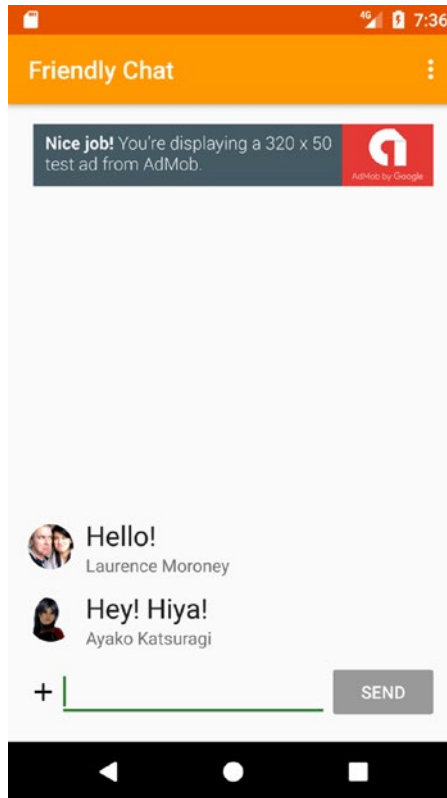 4G 7:36
Friendly Chat
Nice job! You're displaying a 320 x 50
test ad from AdMob.
AdMob by Google
Hello!
Laurence Moroney
Hey! Hiya!
Ayako Katsuragi
+ SEND